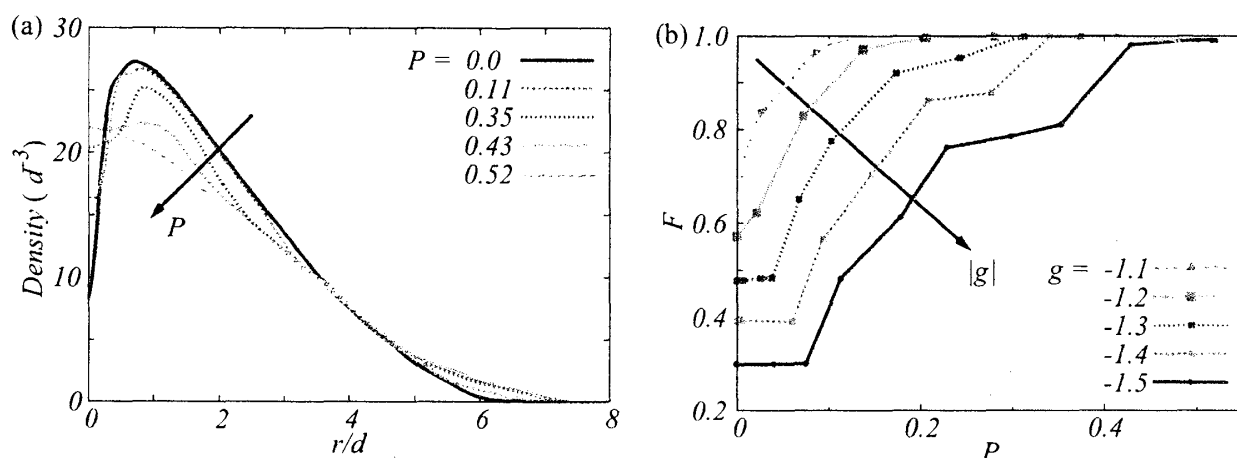 (a)
30
20
10
0
Density ( d⁻³ )
0 2 4 6 8
r/d
P = 0.0
0.11
0.35
0.43
0.52
P
(b)
1.0
0.8
0.6
0.4
0.2
F
0 0.2 0.4
P
|g|
g = -1.1
-1.2
-1.3
-1.4
-1.5